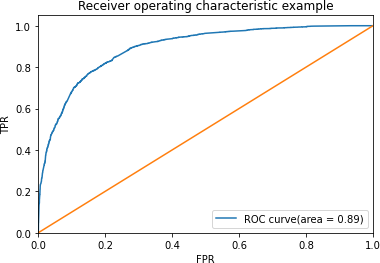 Receiver operating characteristic example
1.0
0.8
0.6
0.4
0.2
0.0
TPR
ROC curve(area = 0.89)
0.0 0.2 0.4 0.6 0.8 1.0
FPR